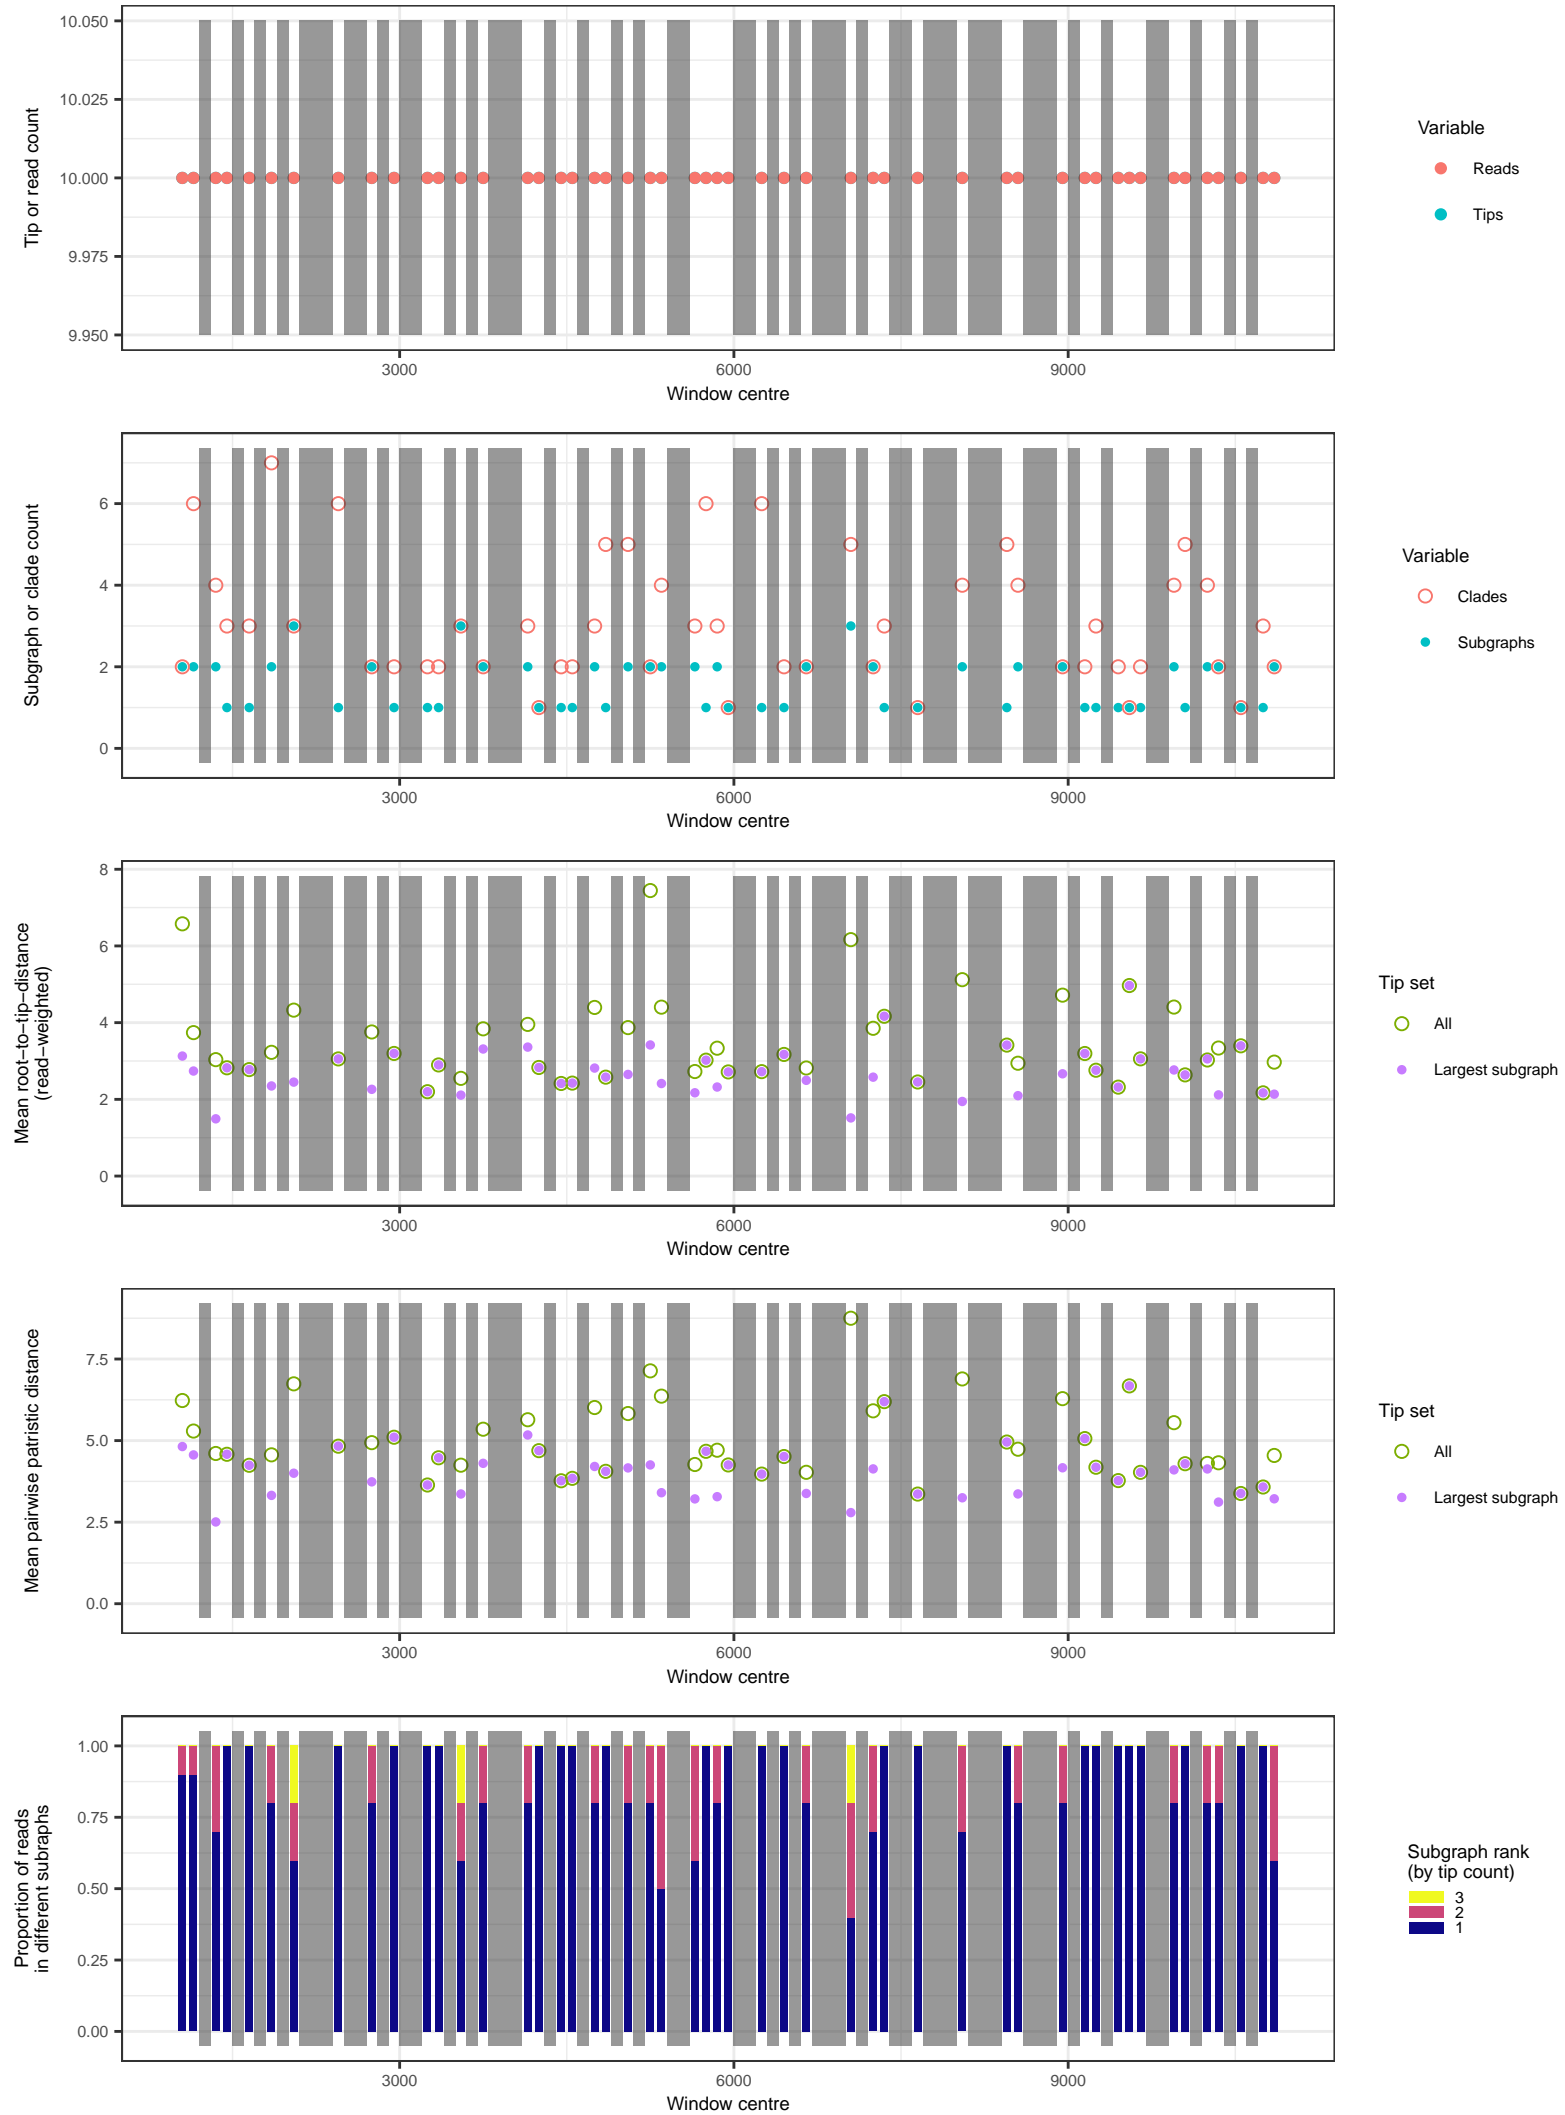 10.050
10.025
10.000
9.975
9.950
Tip or read count
3000 6000 9000
Window centre
Variable
Reads
Tips
6
4
2
0
Subgraph or clade count
3000 6000 9000
Window centre
Variable
Clades
Subgraphs
8
6
4
2
0
Mean root−to−tip−distance
(read−weighted)
3000 6000 9000
Window centre
Tip set
All
Largest subgraph
7.5
5.0
2.5
0.0
Mean pairwise patristic distance
3000 6000 9000
Window centre
Tip set
All
Largest subgraph
1.00
0.75
0.50
0.25
0.00
Proportion of reads
in different subraphs
3000 6000 9000
Window centre
Subgraph rank
(by tip count)
3
2
1